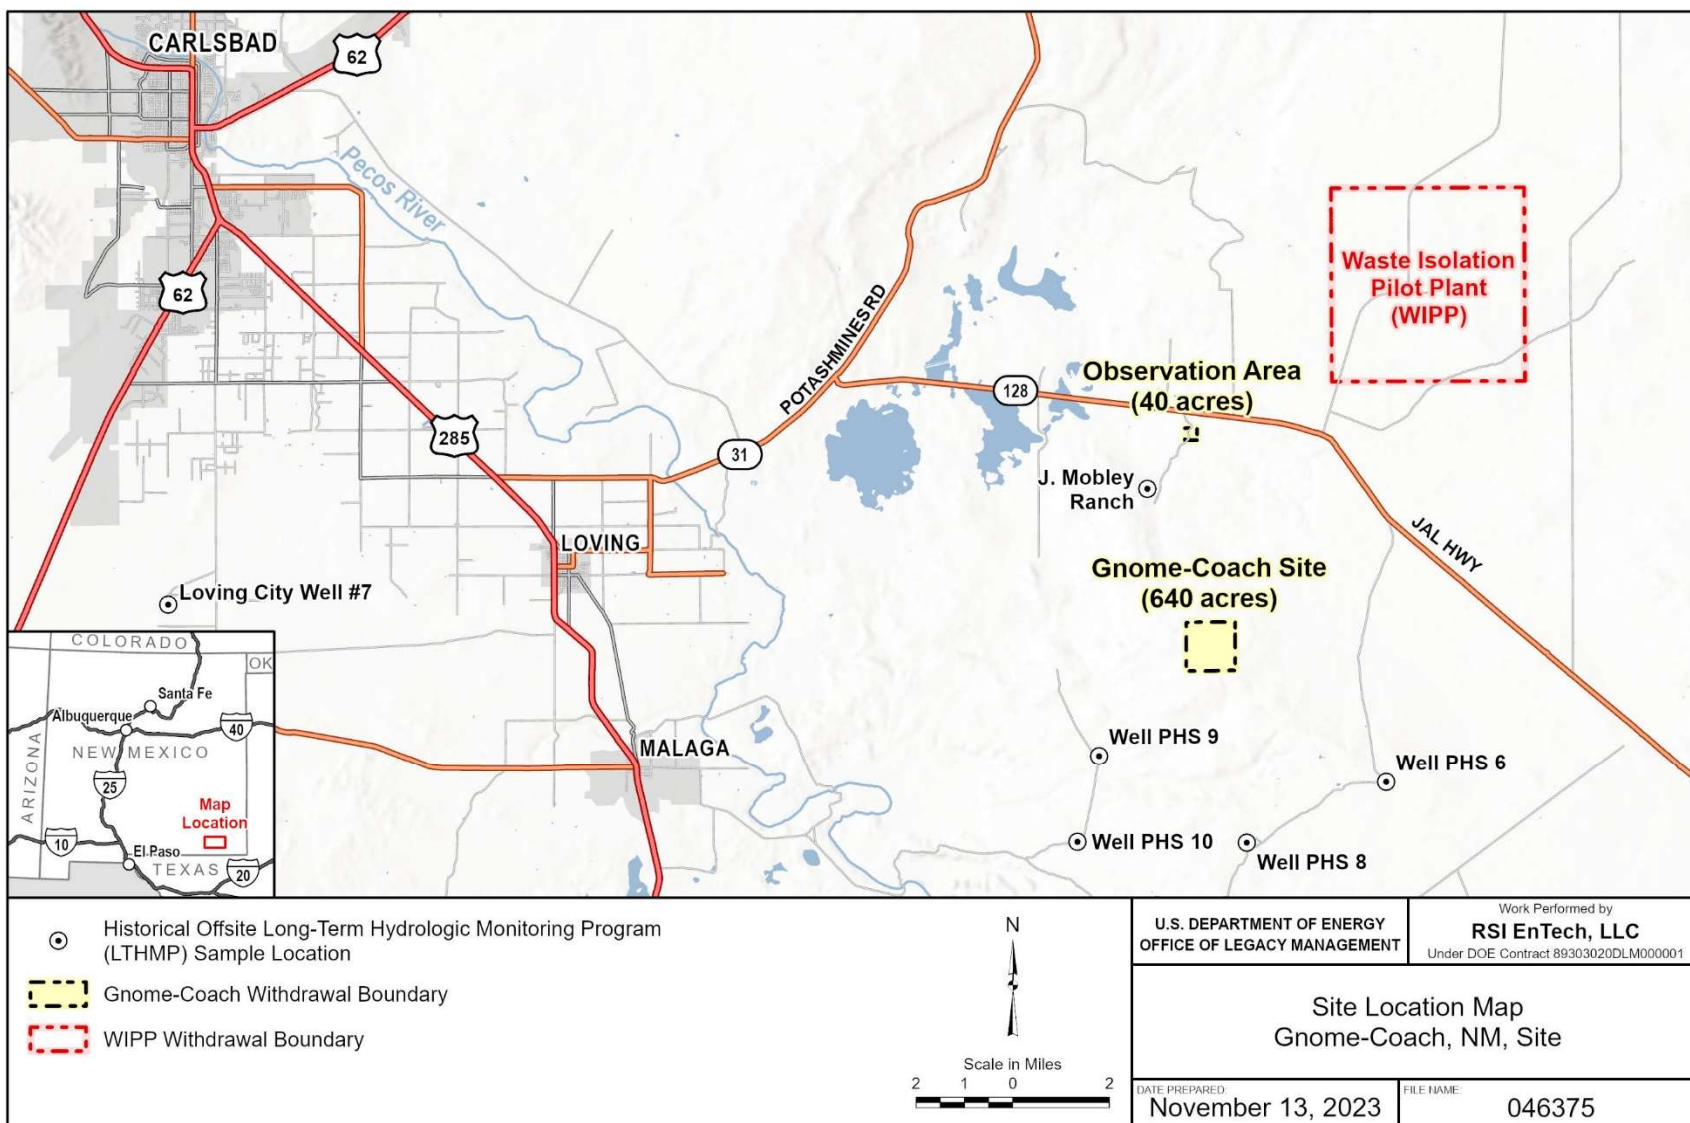 CARLSBAD
62
Pecos River
62
Waste Isolation
Pilot Plant
(WIPP)
POTASHMINESRD
Observation Area
(40 acres)
128
285
31
J. Mobley
Ranch
JAL HWY
LOVING
Gnome-Coach Site
(640 acres)
Loving City Well #7
MALAGA
Well PHS 9
Well PHS 6
Well PHS 10
Well PHS 8
COLORADO
OK
Santa Fe
Albuquerque
40
NEW MEXICO
ARIZONA
25
Map
Location
10
El Paso
TEXAS
20
Historical Offsite Long-Term Hydrologic Monitoring Program
(LTHMP) Sample Location
Gnome-Coach Withdrawal Boundary
WIPP Withdrawal Boundary
N
Scale in Miles
2 1 0 2
U.S. DEPARTMENT OF ENERGY
OFFICE OF LEGACY MANAGEMENT
Work Performed by
RSI EnTech, LLC
Under DOE Contract 89303020DLM000001
Site Location Map
Gnome-Coach, NM, Site
DATE PREPARED:
November 13, 2023
FILE NAME:
046375